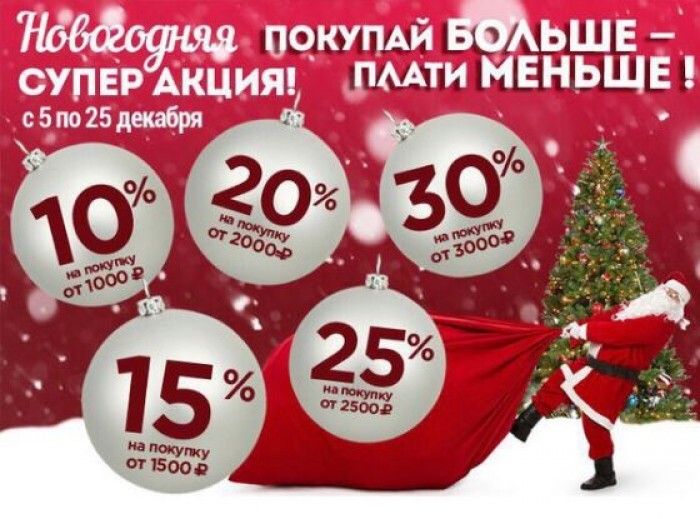 Новогодняя
СУПЕР АКЦИЯ!
с 5 по 25 декабря
ПОКУПАЙ БОЛЬШЕ –
ПЛАТИ МЕНЬШЕ !
10%
на покупку
от 1000 ₽
20%
на покупку
от 2000₽
30%
на покупку
от 3000₽
15%
на покупку
от 1500 ₽
25%
на покупку
от 2500₽